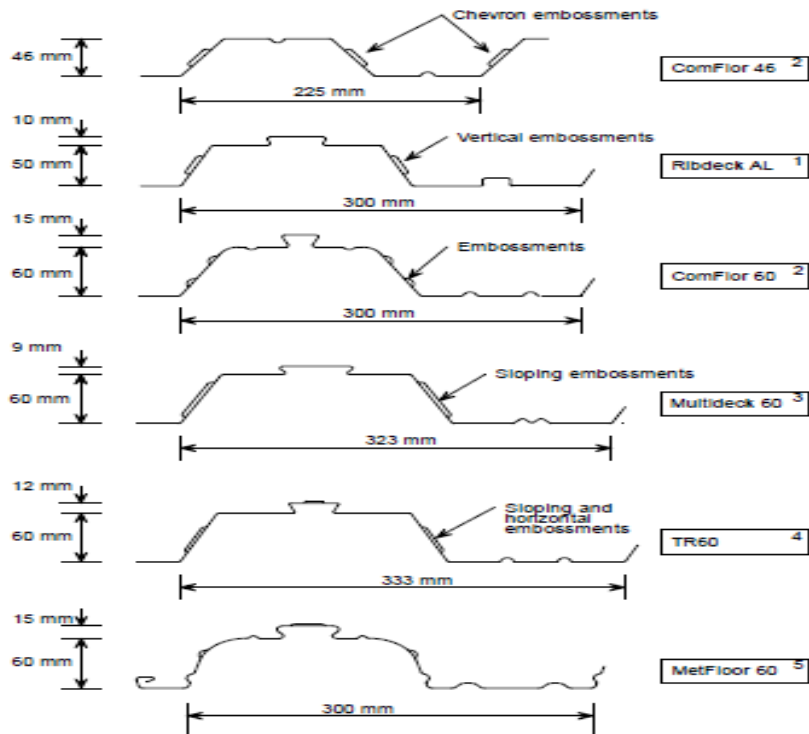 Chevron embossments
46 mm
ComFlor 46 2
225 mm
10 mm
Vertical embossments
50 mm
Ribdeck AL 1
300 mm
15 mm
Embossments
60 mm
ComFlor 60 2
300 mm
9 mm
Sloping embossments
60 mm
Multideck 60 3
323 mm
12 mm
Sloping and
horizontal
embossments
60 mm
TR60 4
333 mm
15 mm
60 mm
MetFloor 60 5
300 mm